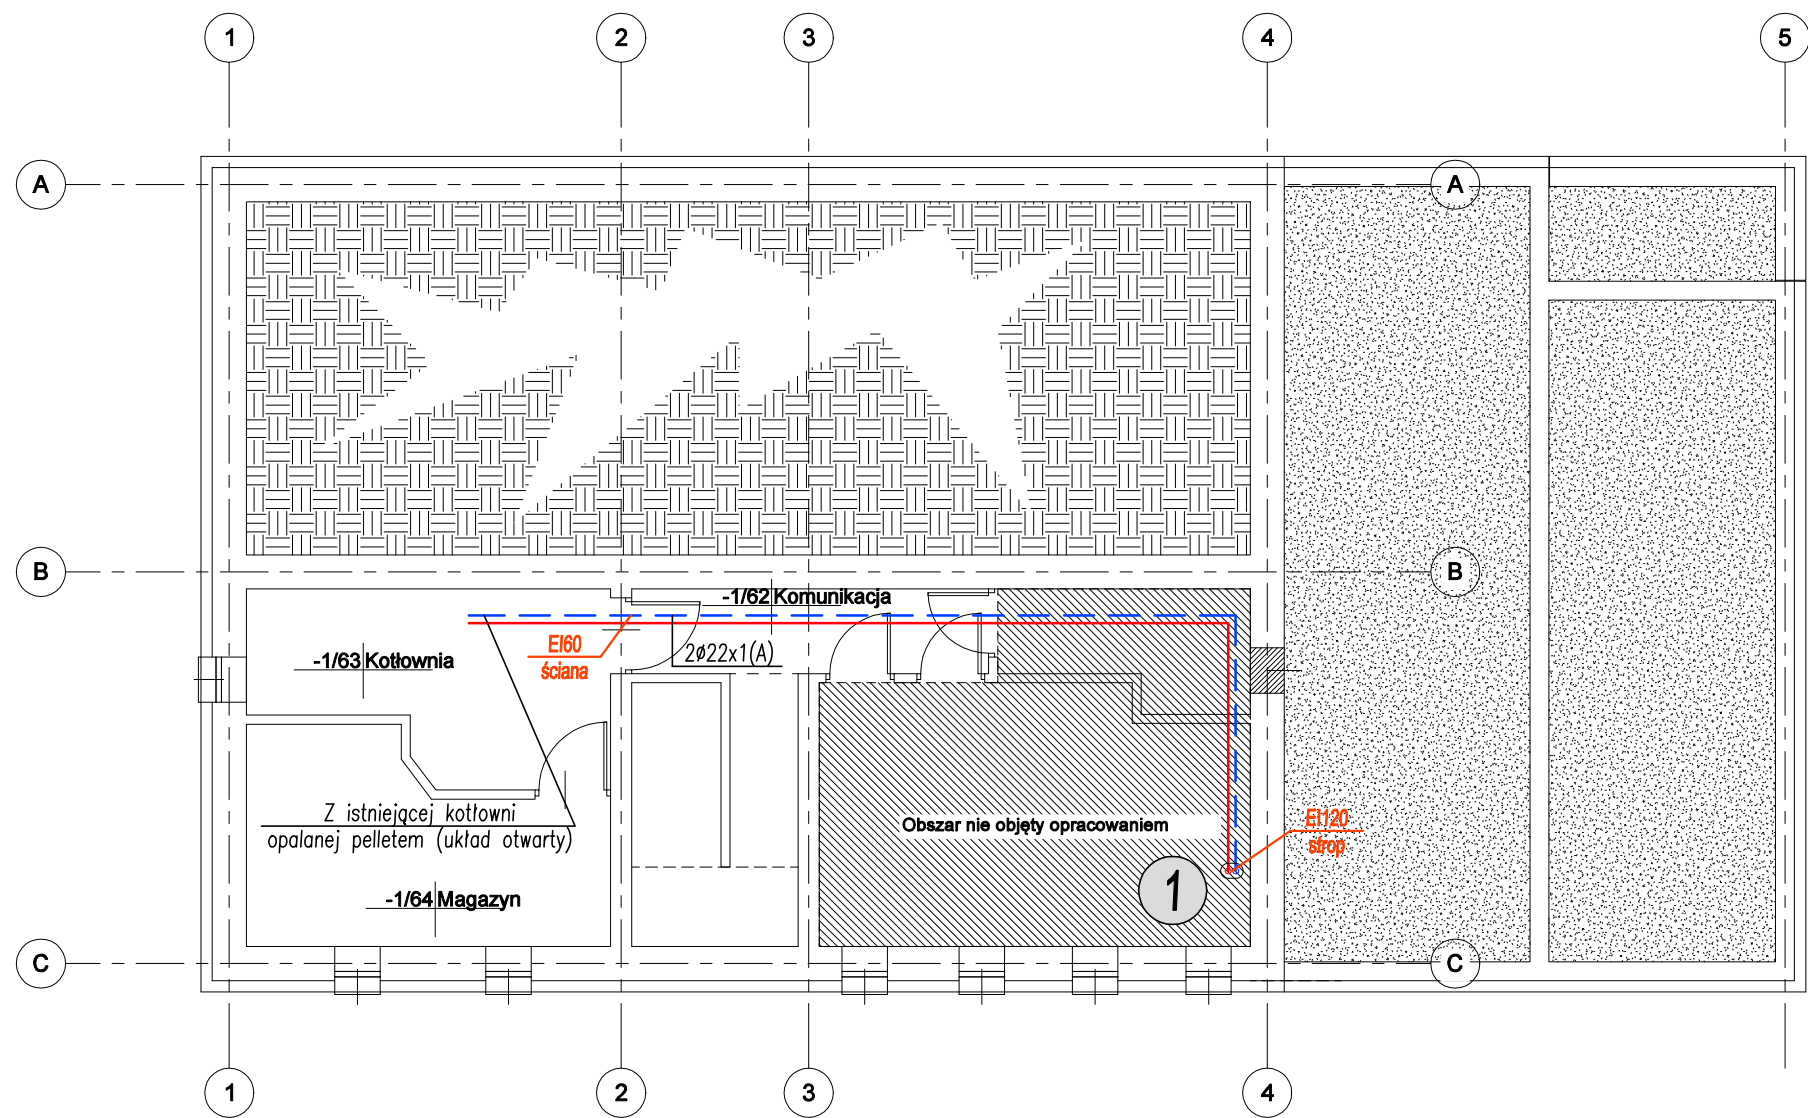 1
2
3
4
5
A
A
B
B
-1/62 Komunikacja
EI60
ściana
2ø22x1(A)
-1/63 Kotłownia
Z istniejącej kotłowni
opalanej pelletem (układ otwarty)
Obszar nie objęty opracowaniem
EI120
strop
1
-1/64 Magazyn
C
C
1
2
3
4